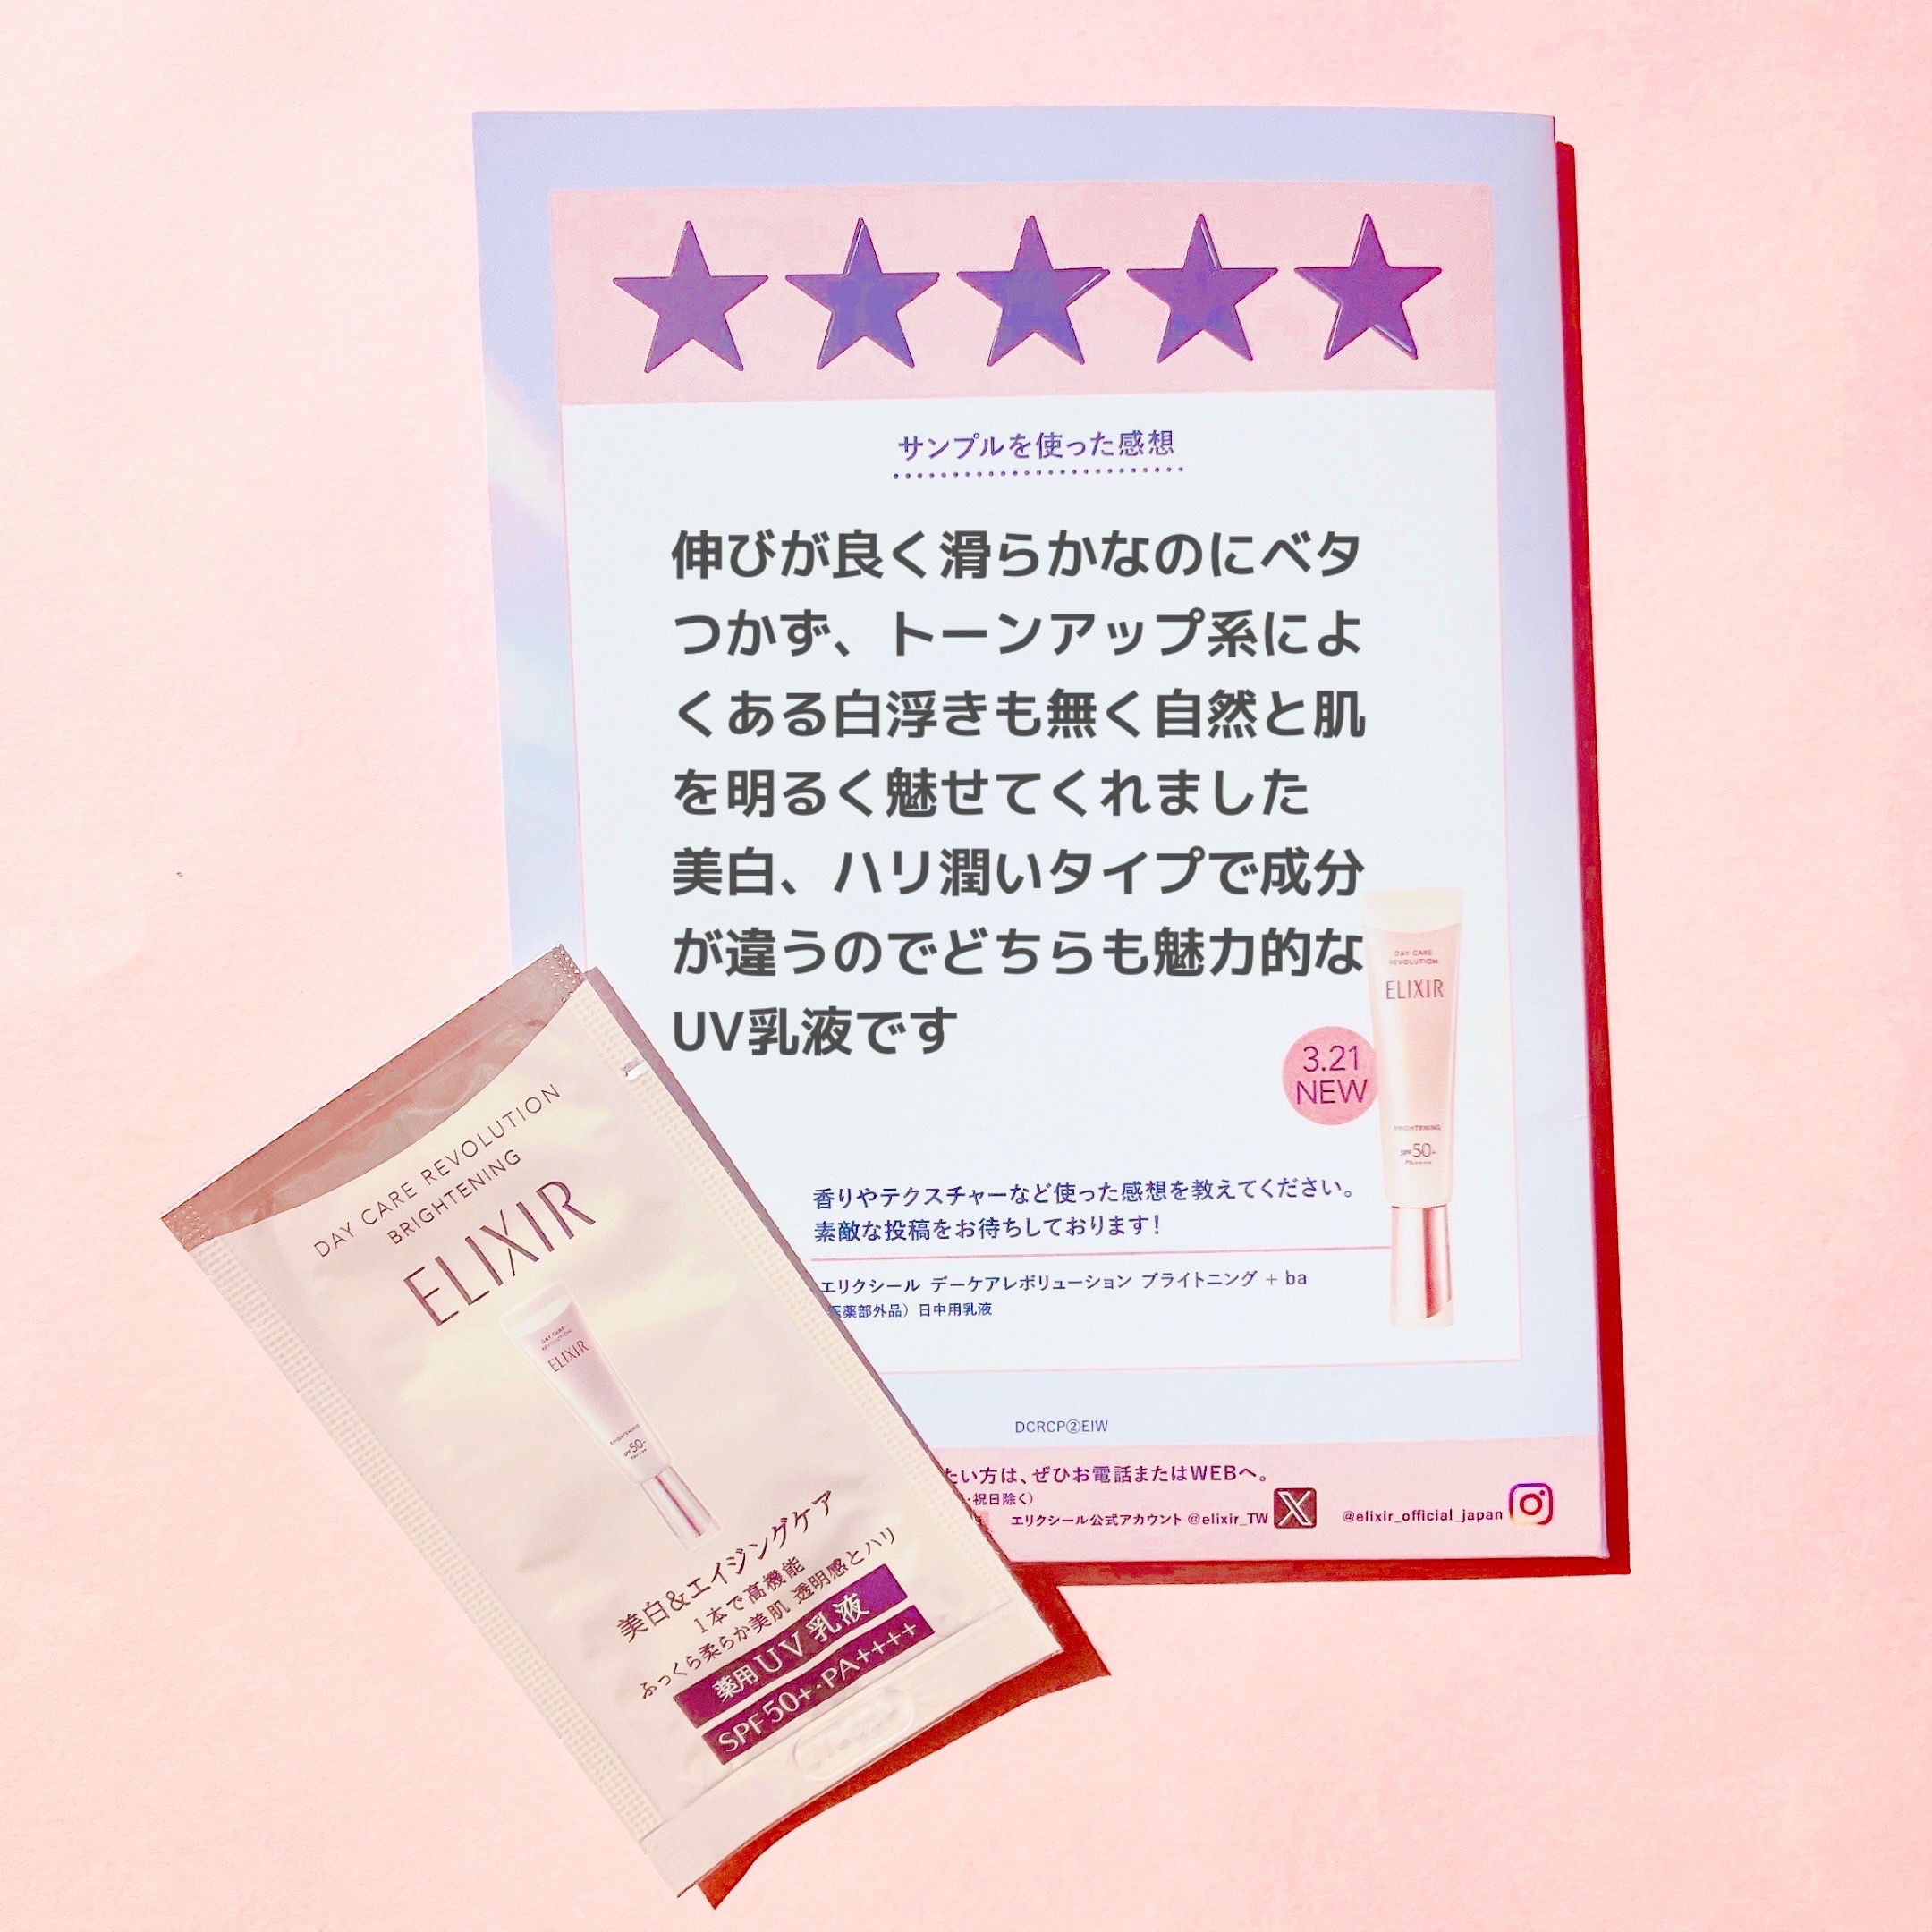 サンプルを使った感想
伸びが良く滑らかなのにベタ
つかず、トーンアップ系によ
くある白浮きも無く自然と肌
を明るく魅せてくれました
美白、ハリ潤いタイプで成分
が違うのでどちらも魅力的な
UV乳液です
DAY CARE
REVOLUTION
ELIXIR
3.21
NEW
BRIGHTENING
SPF50+
香りやテクスチャーなど使った感想を教えてください。
素敵な投稿をお待ちしております!
エリクシール デーケアレボリューション ブライトニング + ba
医薬部外品）日中用乳液
DCRCP②EIW
たい方は、ぜひお電話またはWEBへ。
・祝日除く）
エリクシール公式アカウント @elixir_TW
@elixir_official_japan
DAY CARE REVOLUTION
BRIGHTENING
ELIXIR
DAY CARE
REVOLUTION
ELIXIR
BRIGHTENING
SPF50+
美白&エイジングケア
1本で高機能
ふっくら柔らか美肌 透明感とハリ
薬用UV乳液
SPF50+・PA++++